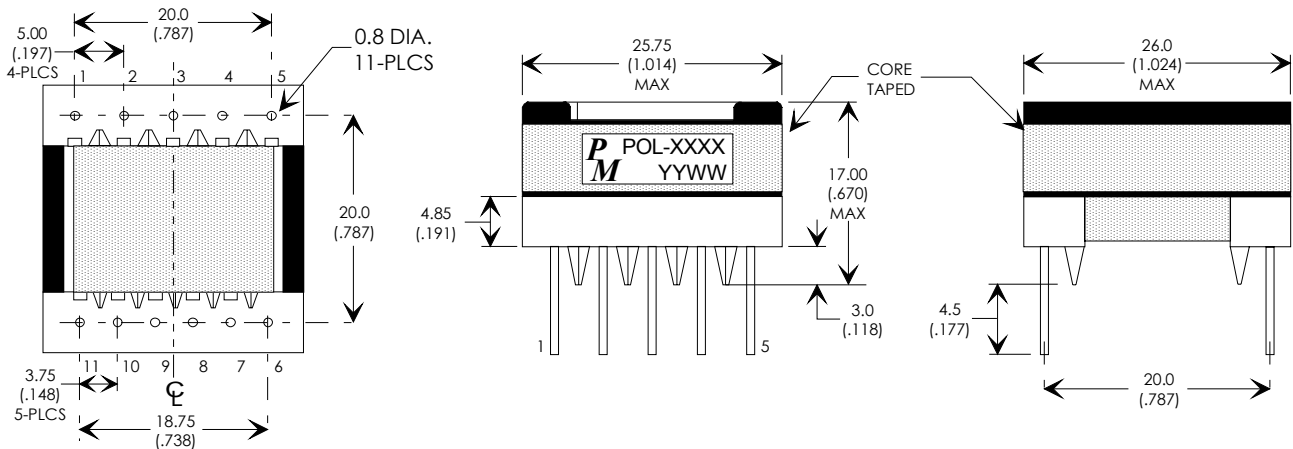 20.0
(.787)
5.00
(.197)
4-PLCS
0.8 DIA.
11-PLCS
1 2 3 4 5
20.0
(.787)
11 10 9 8 7 6
3.75
(.148)
5-PLCS
CL
18.75
(.738)
25.75
(1.014)
MAX
CORE
TAPED
PM POL-XXXX
YYWW
17.00
(.670)
MAX
4.85
(.191)
3.0
(.118)
1 5
26.0
(1.024)
MAX
4.5
(.177)
20.0
(.787)